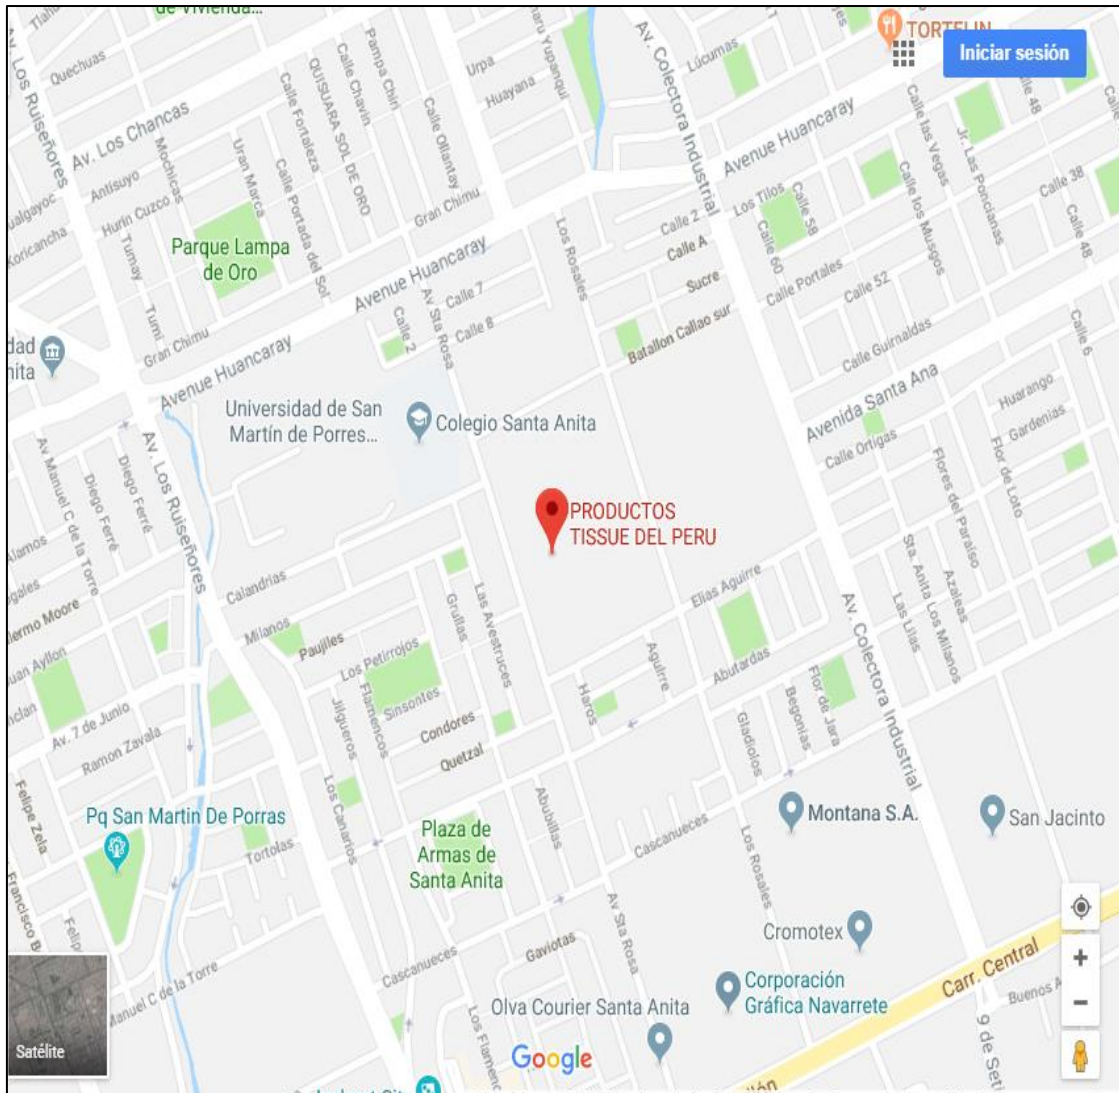 de Vivienda...
TORTELIN
Iniciar sesión
Av. Los Ruiseñores
Quechuas
Calle Chavin
Pampa Chiri
Urpa
Huayana
Av. Colectora Industrial
Lúcumas
Calle Fortaleza
QUISUARA SOL DE ORO
Calle Ollantay
Avenue Huancaray
Calle las Vegas
Jr. Las Poncianas
Av. Los Chancas
Antisuyo
Mochicas
Uran Marca
Calle Portada del Sol
Calle 38
Koricancha
Hurin Cuzco
Gran Chimu
Los Tilos
Calle 58
Calle los Musgos
Calle 48
Tumay
Parque Lampa
de Oro
Avenue Huancaray
Los Rosales
Calle 2
Calle A
Calle 60
Tumi
Av Sta Rosa
Calle 7
Sucre
Calle Portales
Calle 52
Calle 2
Calle 8
Batallon Callao sur
Calle 6
Gran Chimu
Avenue Huancaray
Calle Guirnaldas
Avenida Santa Ana
Huarango
Gardenias
Universidad de San
Martín de Porres...
Colegio Santa Anita
Calle Ortigas
Flores del Paraíso
Flor de Loto
Av Manuel C de la Torre
Diego Ferré
Diego Ferré
Av. Los Ruiseñores
PRODUCTOS
TISSUE DEL PERU
Calandrias
Elias Aguirre
Av. Colectora Industrial
Sta. Anita Los Milanos
Azaleas
Las Lilas
Milanos
Paujiles
Grullas
Las Avestruces
Los Petirrojos
Aguirre
Abutardas
Flor de Jara
Begonias
Gladiolos
Flamencos
Sinsontes
Jilgueros
Haros
Condores
Quetzal
Av. 7 de Junio
Ramon Zavala
Felipe Zela
Los Canarios
Pq San Martin De Porras
Tortolas
Plaza de
Armas de
Santa Anita
Abubillas
Cascanueces
Los Rosales
Montana S.A.
San Jacinto
Av Sta Rosa
Cromotex
Gaviotas
Cascanueces
Carr. Central
Corporación
Gráfica Navarrete
Olva Courier Santa Anita
Manuel C de la Torre
Satélite
Google